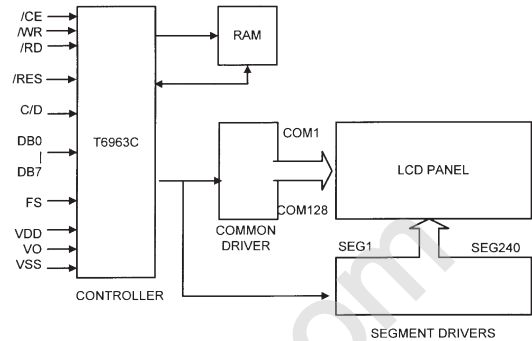 /CE
/WR
/RD
/RES
C/D
DB0
|
DB7
FS
VDD
VO
VSS
T6963C
CONTROLLER
RAM
COM1
COM128
COMMON
DRIVER
LCD PANEL
SEG1
SEG240
SEGMENT DRIVERS
com